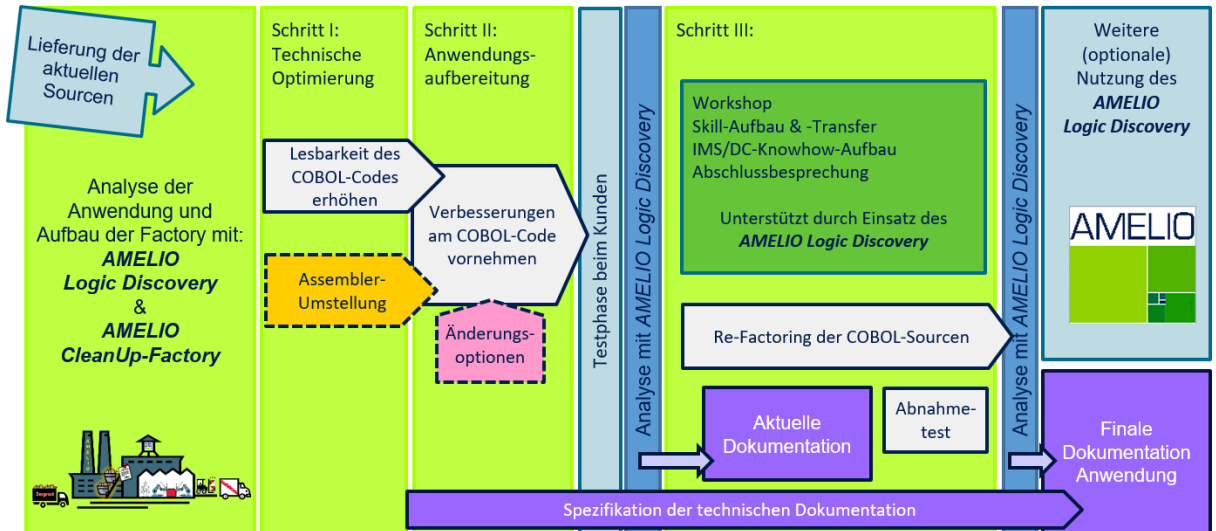 Lieferung der
aktuellen
Sourcen
Analyse der
Anwendung und
Aufbau der Factory mit:
AMELIO
Logic Discovery
&
AMELIO
CleanUp-Factory
AMELIO
Input
Schritt I:
Technische
Optimierung
Lesbarkeit des
COBOL-Codes
erhöhen
Assembler-
Umstellung
Schritt II:
Anwendungs-
aufbereitung
Verbesserungen
am COBOL-Code
vornehmen
Änderungs-
optionen
Testphase beim Kunden
Analyse mit AMELIO Logic Discovery
Schritt III:
Workshop
Skill-Aufbau & -Transfer
IMS/DC-Knowhow-Aufbau
Abschlussbesprechung
Unterstützt durch Einsatz des
AMELIO Logic Discovery
Re-Factoring der COBOL-Sourcen
Aktuelle
Dokumentation
Abnahme-
test
Analyse mit AMELIO Logic Discovery
Weitere
(optionale)
Nutzung des
AMELIO
Logic Discovery
AMELIO
Finale
Dokumentation
Anwendung
Spezifikation der technischen Dokumentation